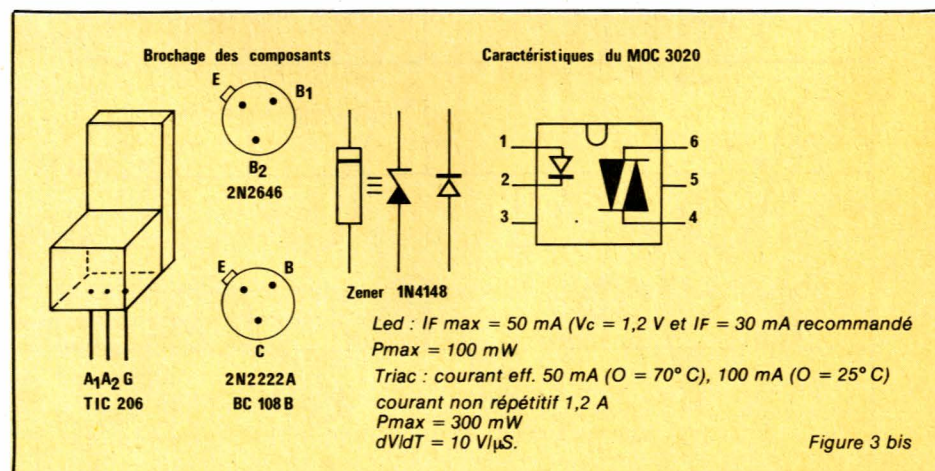 Brochage des composants
E
B1
B2
2N2646
E
B
C
2N2222A
BC 108 B
A1 A2 G
TIC 206
Zener 1N4148
Caractéristiques du MOC 3020
1
2
3
6
5
4
Led : IF max = 50 mA (Vc = 1,2 V et IF = 30 mA recommandé
Pmax = 100 mW
Triac : courant eff. 50 mA (O = 70° C), 100 mA (O = 25° C)
courant non répétitif 1,2 A
Pmax = 300 mW
dV/dT = 10 V/µS.
Figure 3 bis